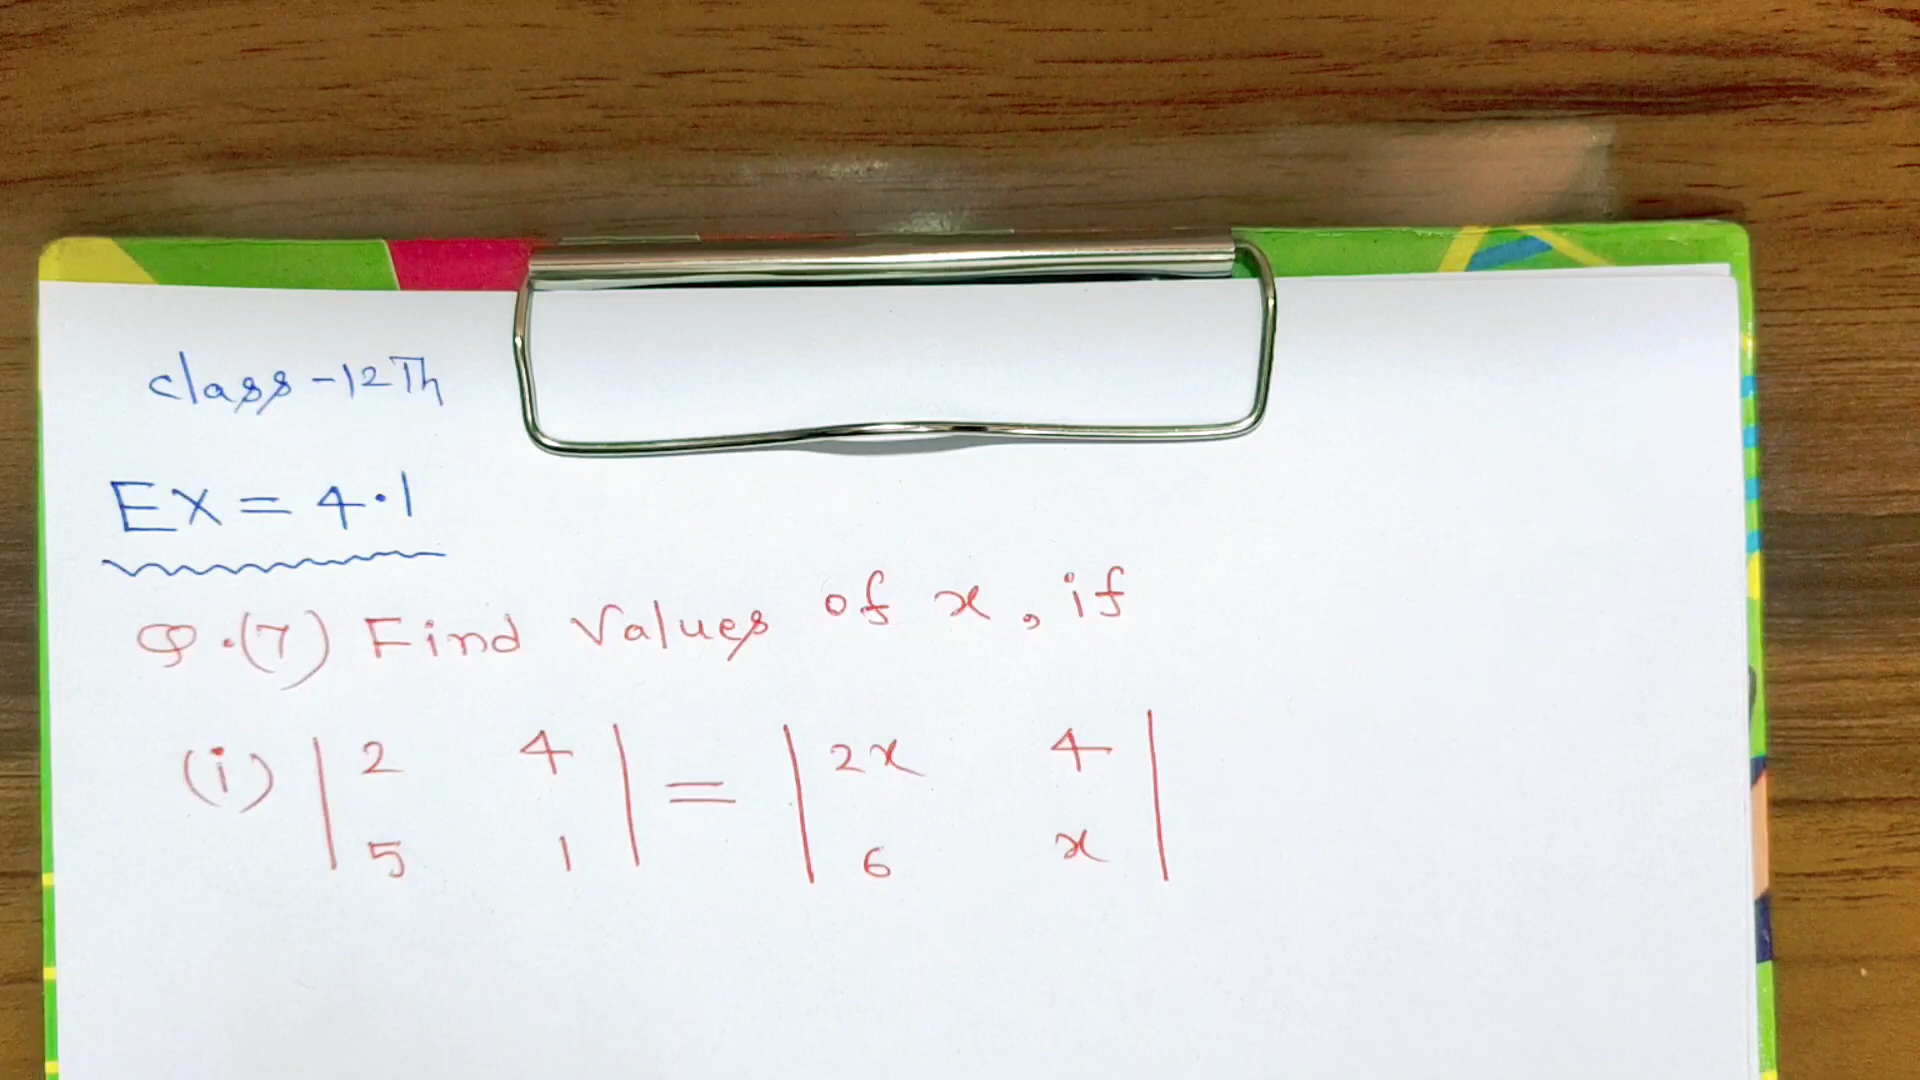 class-12Th
EX = 4.1
Q.(7) Find Values of x, if
(i) | 2 4 | = | 2x 4 |
| 5 1 | | 6 x |